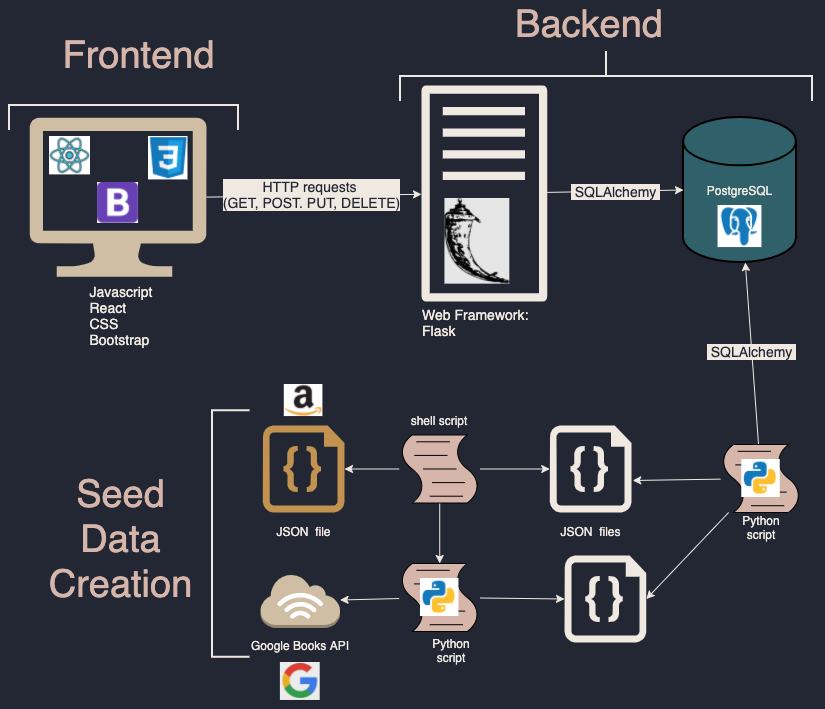 Frontend
Backend
HTTP requests
(GET, POST. PUT, DELETE)
SQLAlchemy
PostgreSQL
B
3
Javascript
React
CSS
Bootstrap
Web Framework:
Flask
SQLAlchemy
Seed
Data
Creation
a
shell script
{}
{}
JSON file
JSON files
Python
script
{}
Google Books API
Python
script
G